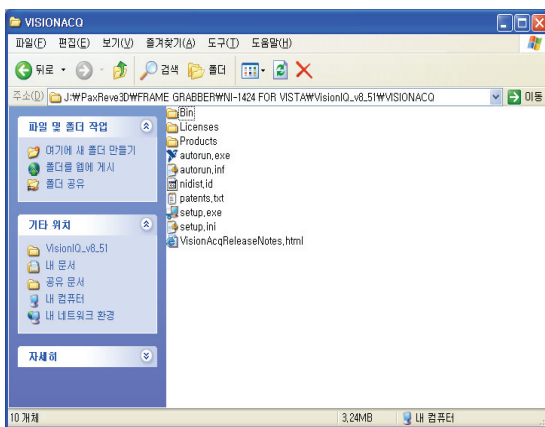 VISIONACQ
파일(F) 편집(E) 보기(V) 즐겨찾기(A) 도구(T) 도움말(H)
뒤로 검색 폴더
주소(D) J:₩PaxReve3D₩FRAME GRABBER₩NI-1424 FOR VISTA₩VisionIQ_v8_51₩VISIONACQ 이동
파일 및 폴더 작업
여기에 새 폴더 만들기
폴더를 웹에 게시
폴더 공유
기타 위치
VisionIQ_v8_51
내 문서
공유 문서
내 컴퓨터
내 네트워크 환경
자세히
Bin
Licenses
Products
autorun,exe
autorun,inf
nidist,id
patents,txt
setup,exe
setup,ini
VisionAcqReleaseNotes,html
10 개체 3,24MB 내 컴퓨터